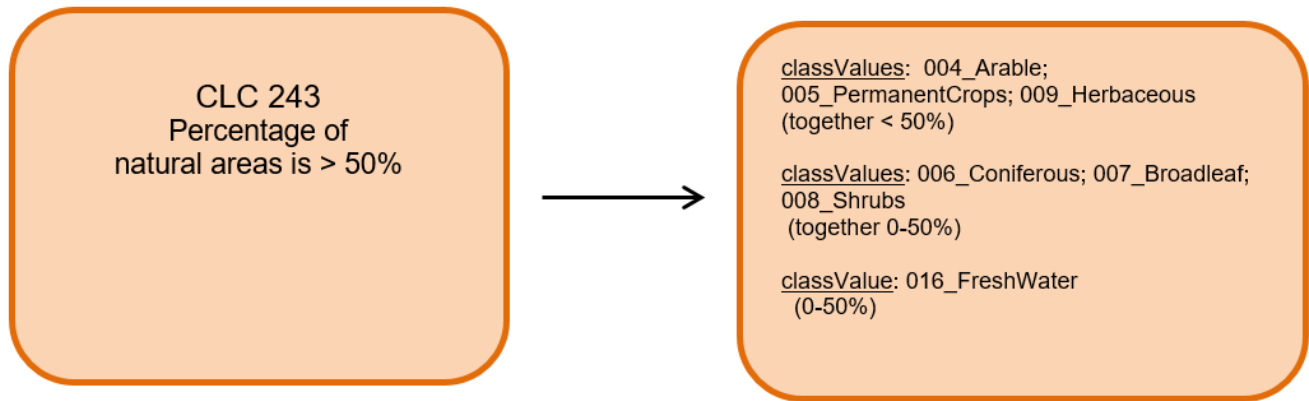 CLC 243
Percentage of
natural areas is > 50%
classValues:  004_Arable;
005_PermanentCrops; 009_Herbaceous
(together < 50%)
classValues: 006_Coniferous; 007_Broadleaf;
008_Shrubs
(together 0-50%)
classValue: 016_FreshWater
(0-50%)